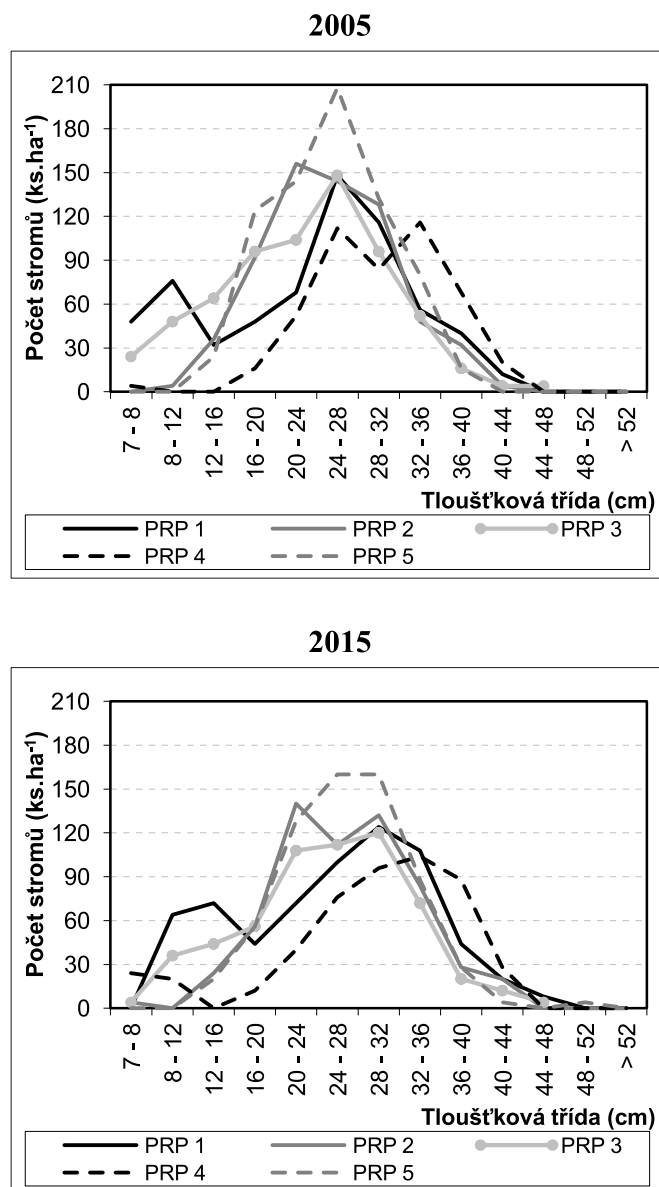 2005
210
180
150
120
90
60
30
0
Počet stromů (ks.ha⁻¹)
7 - 8
8 - 12
12 - 16
16 - 20
20 - 24
24 - 28
28 - 32
32 - 36
36 - 40
40 - 44
44 - 48
48 - 52
> 52
Tloušťková třída (cm)
PRP 1 PRP 2 PRP 3
PRP 4 PRP 5
2015
210
180
150
120
90
60
30
0
Počet stromů (ks.ha⁻¹)
7 - 8
8 - 12
12 - 16
16 - 20
20 - 24
24 - 28
28 - 32
32 - 36
36 - 40
40 - 44
44 - 48
48 - 52
> 52
Tloušťková třída (cm)
PRP 1 PRP 2 PRP 3
PRP 4 PRP 5